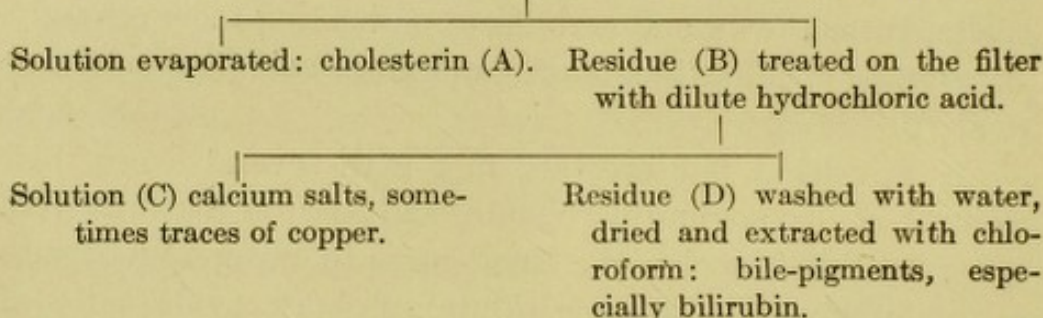 Solution evaporated: cholesterin (A).
Residue (B) treated on the filter
with dilute hydrochloric acid.
Solution (C) calcium salts, some-
times traces of copper.
Residue (D) washed with water,
dried and extracted with chlo-
roform: bile-pigments, espe-
cially bilirubin.